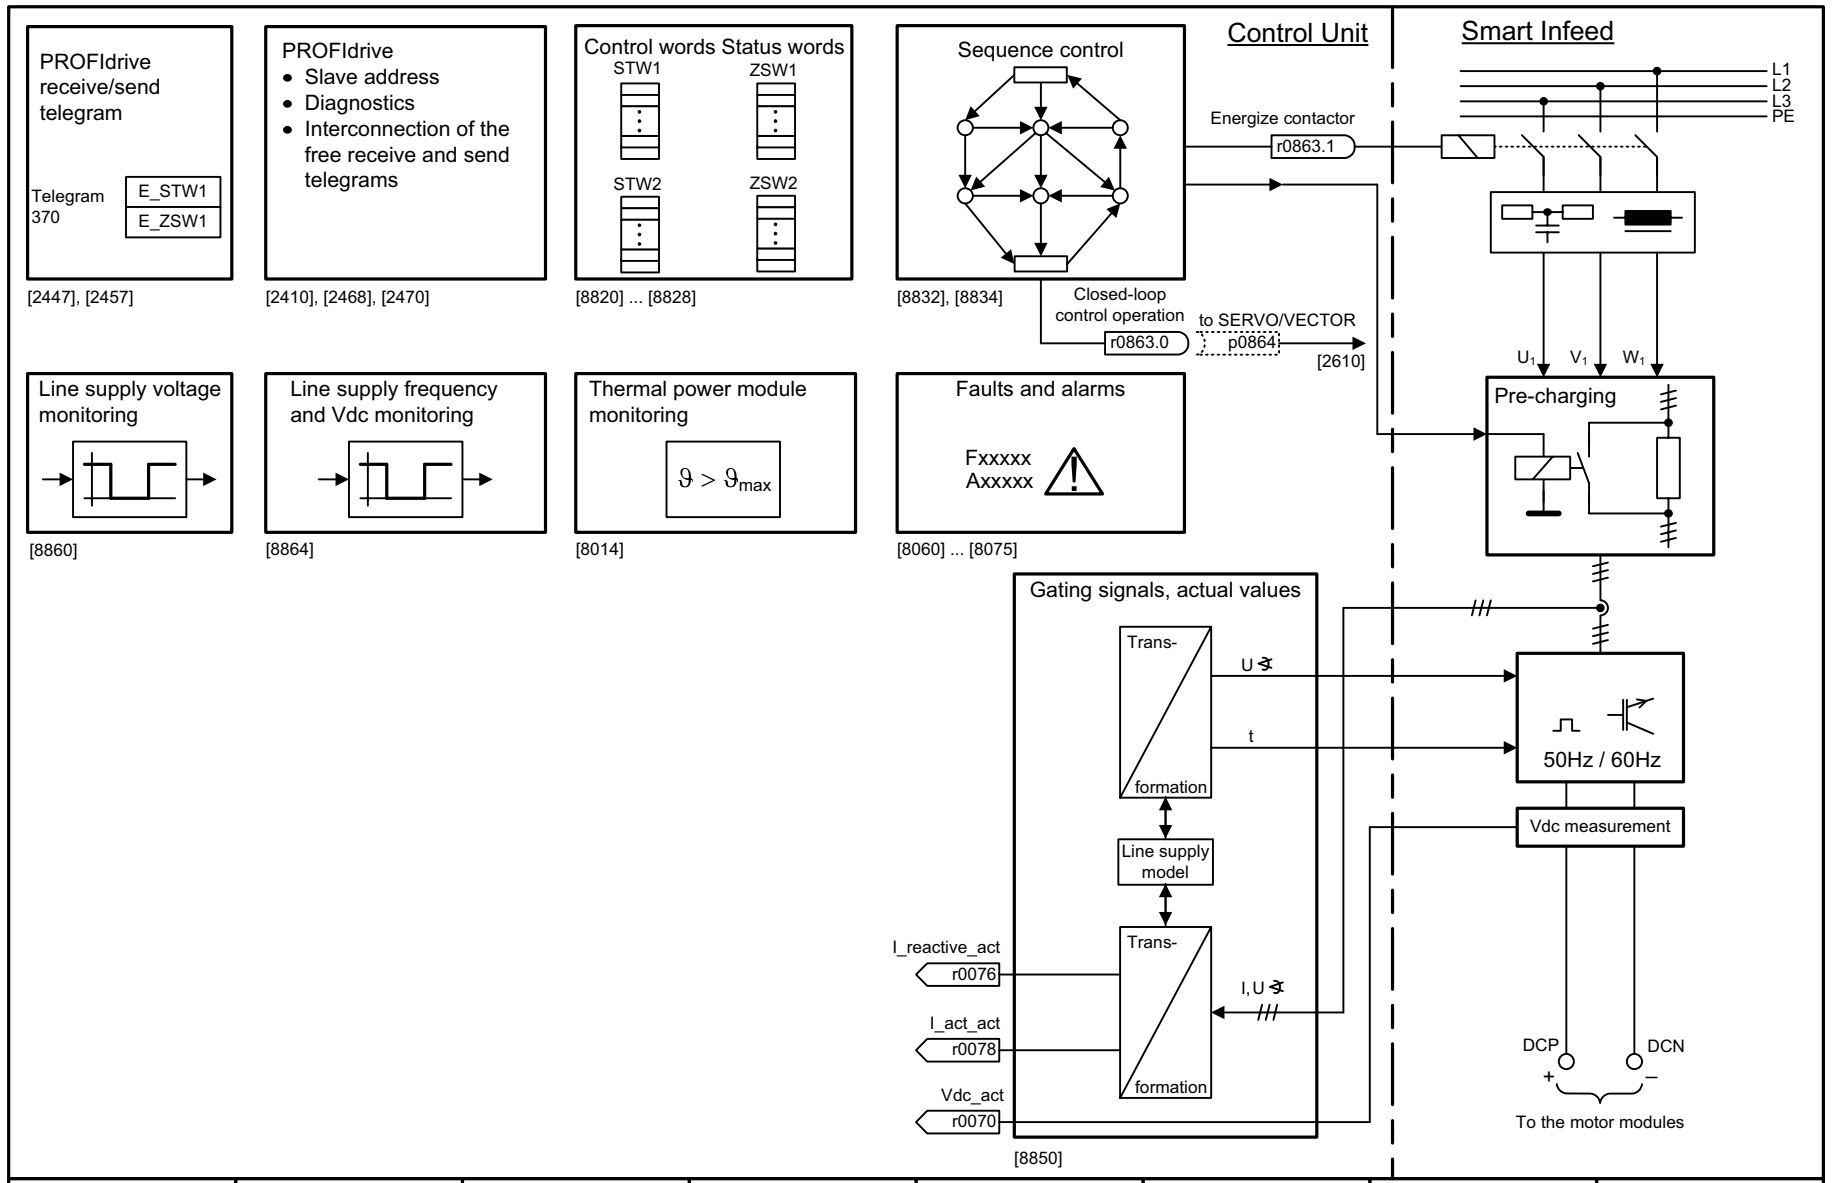 PROFIdrive
receive/send
telegram
Telegram
370
E_STW1
E_ZSW1
[2447], [2457]
PROFIdrive
• Slave address
• Diagnostics
• Interconnection of the
free receive and send
telegrams
[2410], [2468], [2470]
Control words Status words
STW1 ZSW1
STW2 ZSW2
[8820] ... [8828]
Sequence control
[8832], [8834]
Control Unit
Smart Infeed
L1
L2
L3
PE
Energize contactor
r0863.1
Closed-loop
control operation
r0863.0
to SERVO/VECTOR
p0864
[2610]
U1 V1 W1
Pre-charging
Line supply voltage
monitoring
[8860]
Line supply frequency
and Vdc monitoring
[8864]
Thermal power module
monitoring
ϑ > ϑmax
[8014]
Faults and alarms
Fxxxxx
Axxxxx
!
[8060] ... [8075]
Gating signals, actual values
Trans-
formation
U ∢
t
50Hz / 60Hz
Vdc measurement
Line supply
model
Trans-
formation
I_reactive_act
r0076
I, U ∢
I_act_act
r0078
Vdc_act
r0070
[8850]
DCP DCN
+ –
To the motor modules